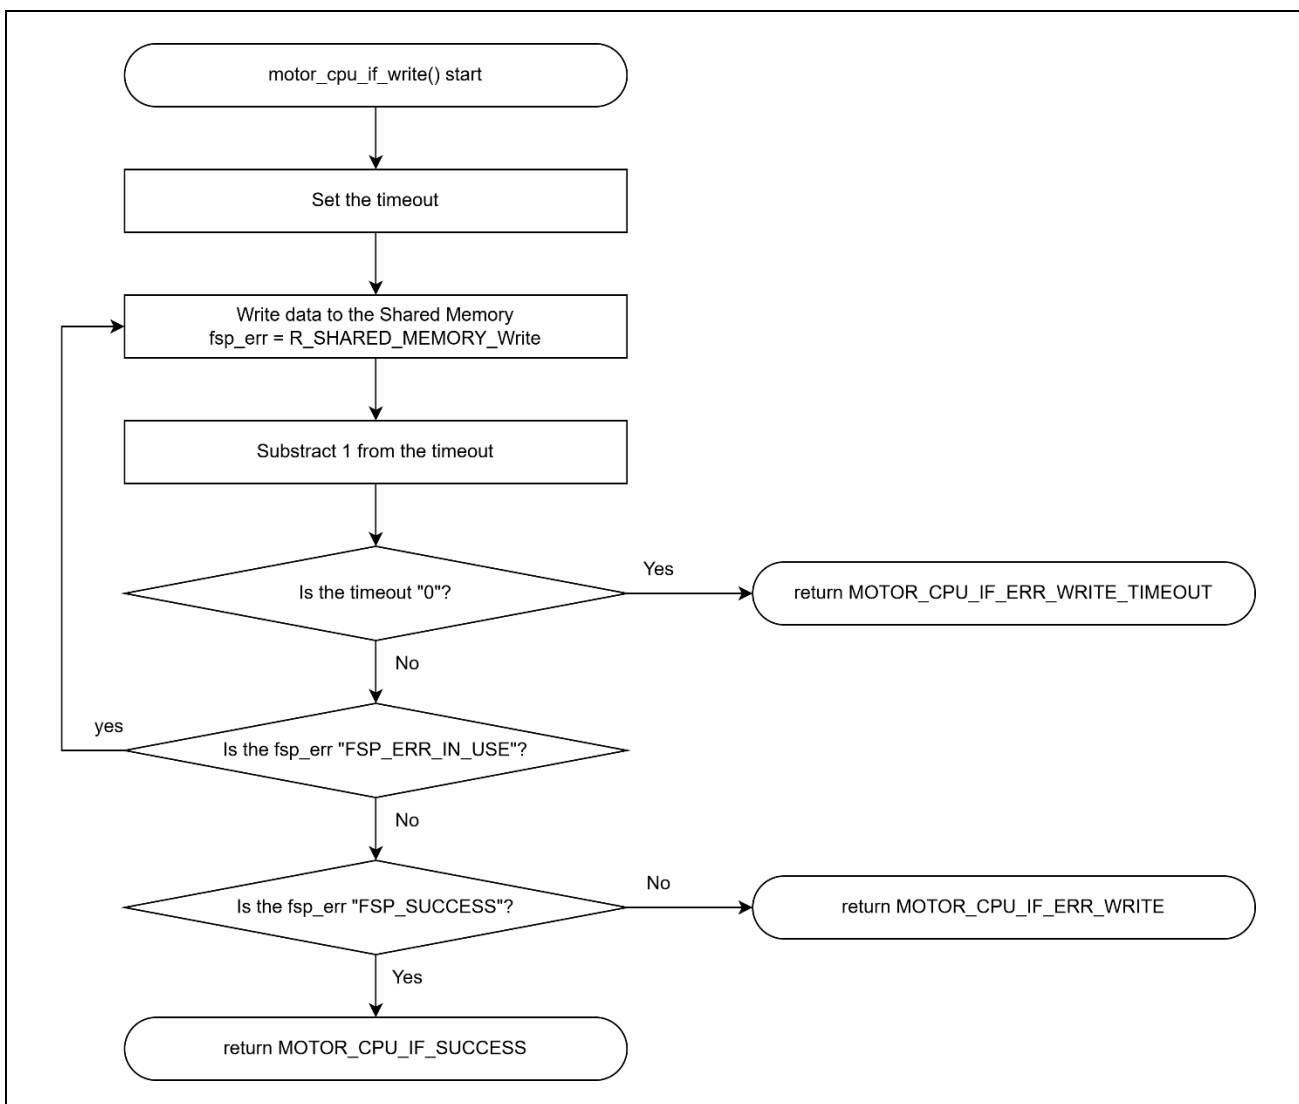 motor_cpu_if_write() start
Set the timeout
Write data to the Shared Memory
fsp_err = R_SHARED_MEMORY_Write
Substract 1 from the timeout
Is the timeout "0"?
Yes
return MOTOR_CPU_IF_ERR_WRITE_TIMEOUT
No
yes
Is the fsp_err "FSP_ERR_IN_USE"?
No
Is the fsp_err "FSP_SUCCESS"?
No
return MOTOR_CPU_IF_ERR_WRITE
Yes
return MOTOR_CPU_IF_SUCCESS